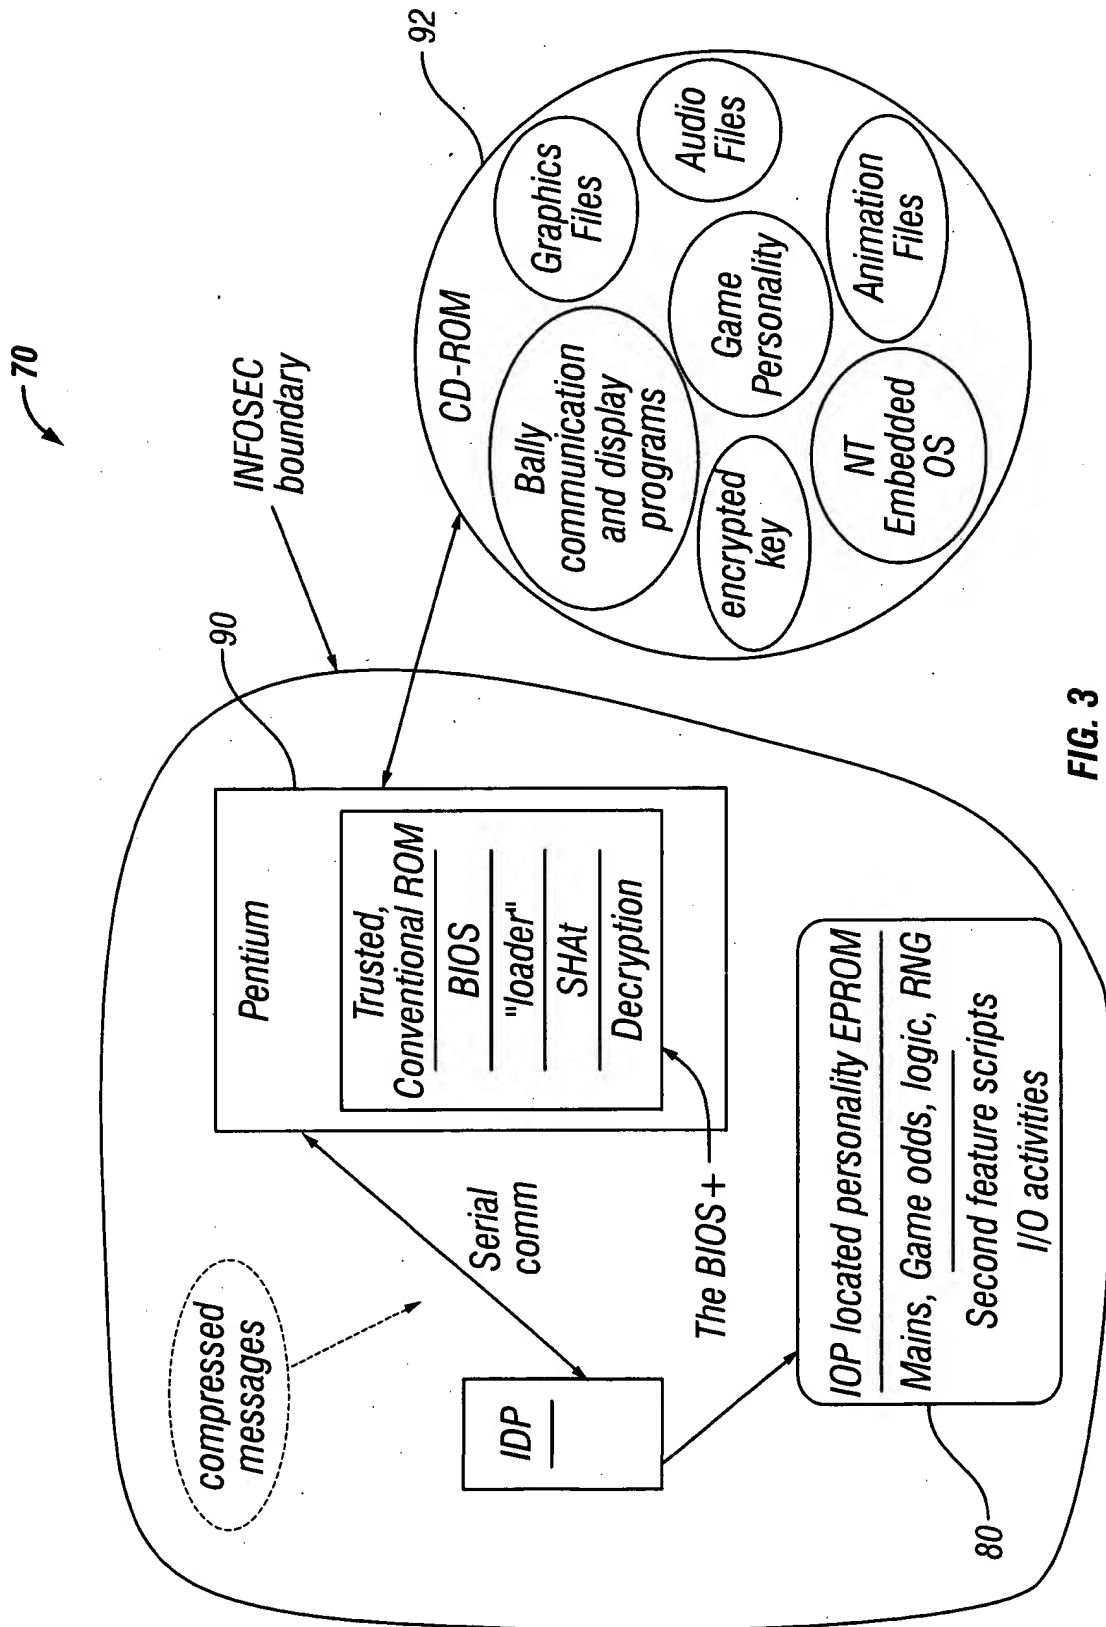 70
INFOSEC
boundary
92
CD-ROM
Graphics
Files
Audio
Files
Bally
communication
and display
programs
Game
Personality
Animation
Files
encrypted
key
NT
Embedded
OS
90
Pentium
Trusted,
Conventional ROM
BIOS
"loader"
SHAt
Decryption
compressed
messages
Serial
comm
The BIOS+
IDP
IOP located personality EPROM
Mains, Game odds, logic, RNG
Second feature scripts
I/O activities
80
FIG. 3